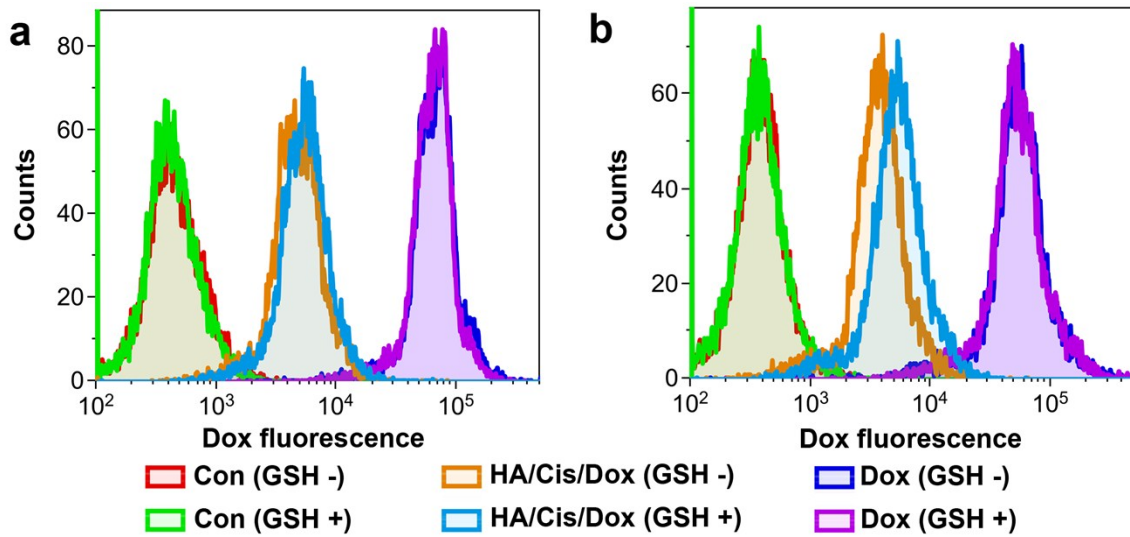 a
80
60
40
20
0
10² 10³ 10⁴ 10⁵
Counts
Dox fluorescence
b
60
40
20
0
10² 10³ 10⁴ 10⁵
Counts
Dox fluorescence
Con (GSH -) HA/Cis/Dox (GSH -) Dox (GSH -)
Con (GSH +) HA/Cis/Dox (GSH +) Dox (GSH +)